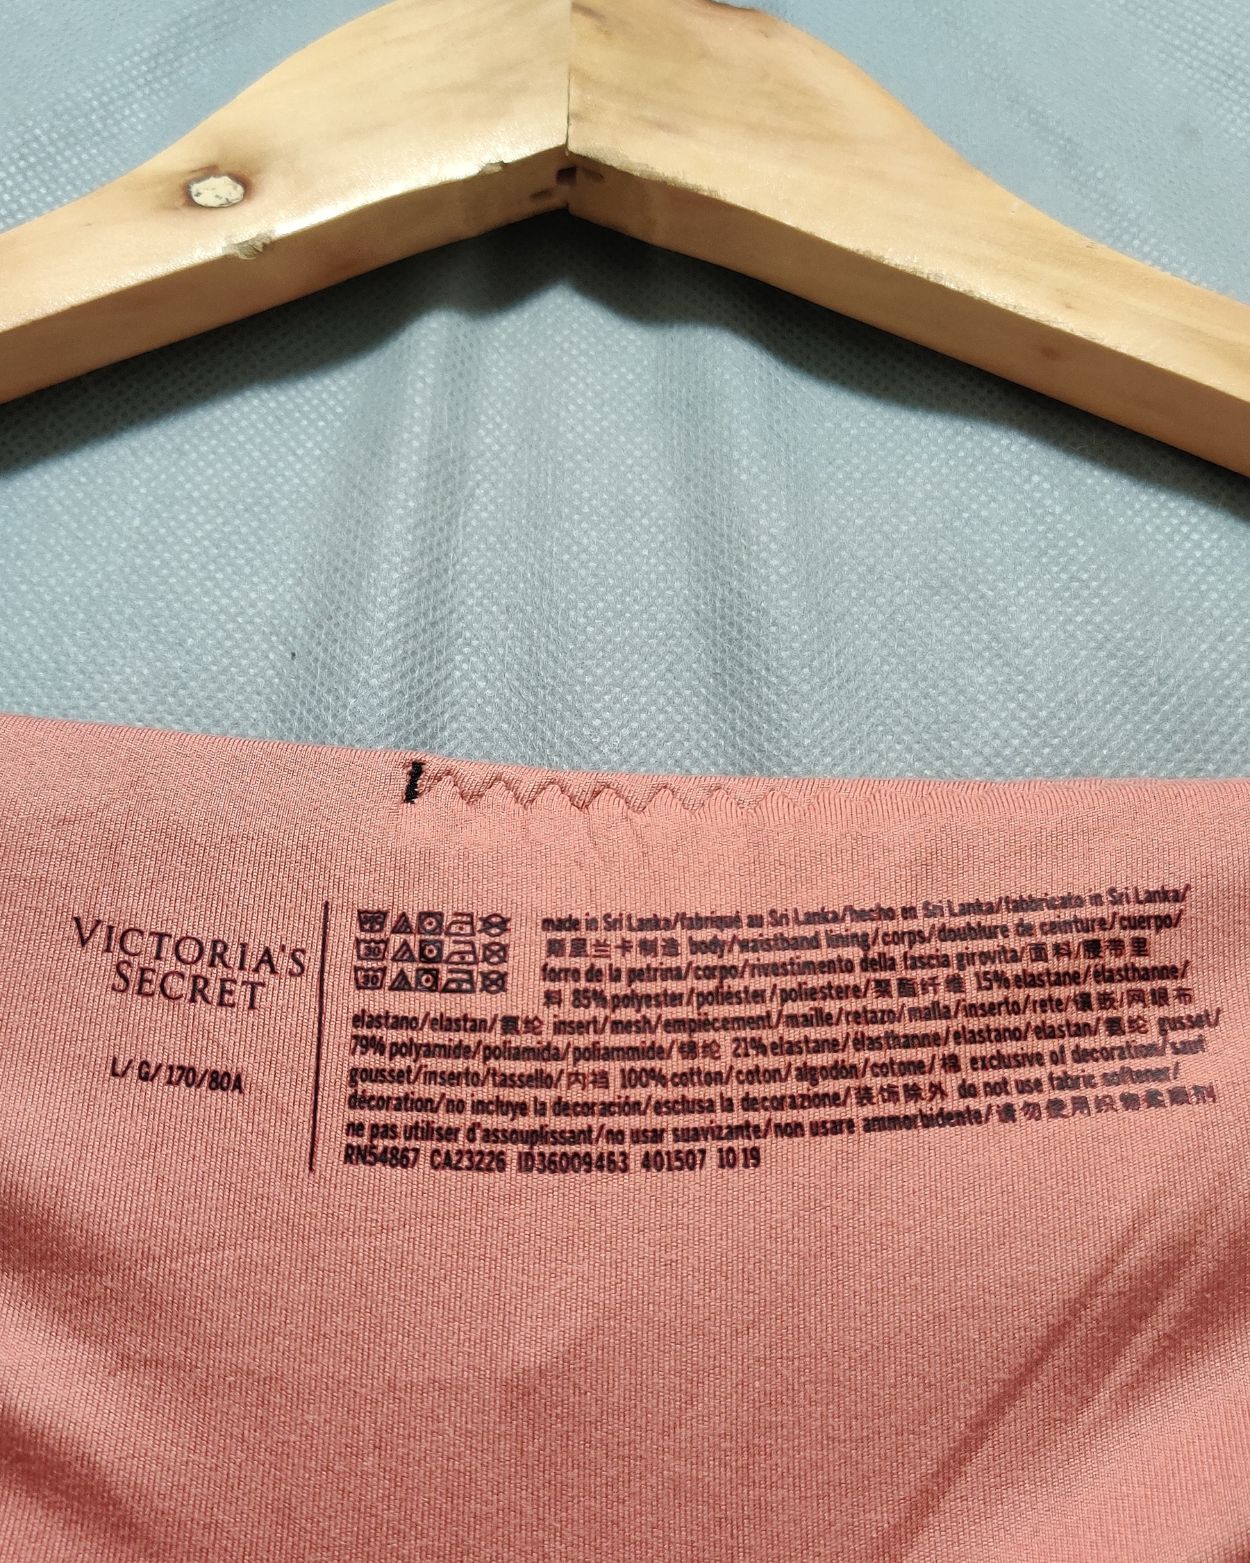 VICTORIA'S
SECRET
L/G/170/80A
30
30
made in Sri Lanka/fabriqué au Sri Lanka/hecho en Sri Lanka/fabbricato in Sri Lanka/
斯里兰卡制造 body/waistband lining/corps/doublure de ceinture/cuerpo/
forro de la petrina/corpo/rivestimento della fascia girovita/面料/腰带里
料 85% polyester/poliéster/poliestere/聚酯纤维 15% elastane/élasthanne/
elastano/elastan/氨纶 insert/mesh/empiècement/maille/retazo/malla/inserto/rete/镶嵌/网眼布
79% polyamide/poliamida/poliammide/锦纶 21% elastane/élasthanne/elastano/elastan/氨纶 gusset/
gousset/inserto/tassello/内裆 100% cotton/coton/algodón/cotone/棉 exclusive of decoration/sauf
décoration/no incluye la decoración/esclusa la decorazione/装饰除外 do not use fabric softener/
ne pas utiliser d'assouplissant/no usar suavizante/non usare ammorbidente/请勿使用织物柔顺剂
RN54867 CA23226 ID36009463 401507 10 19